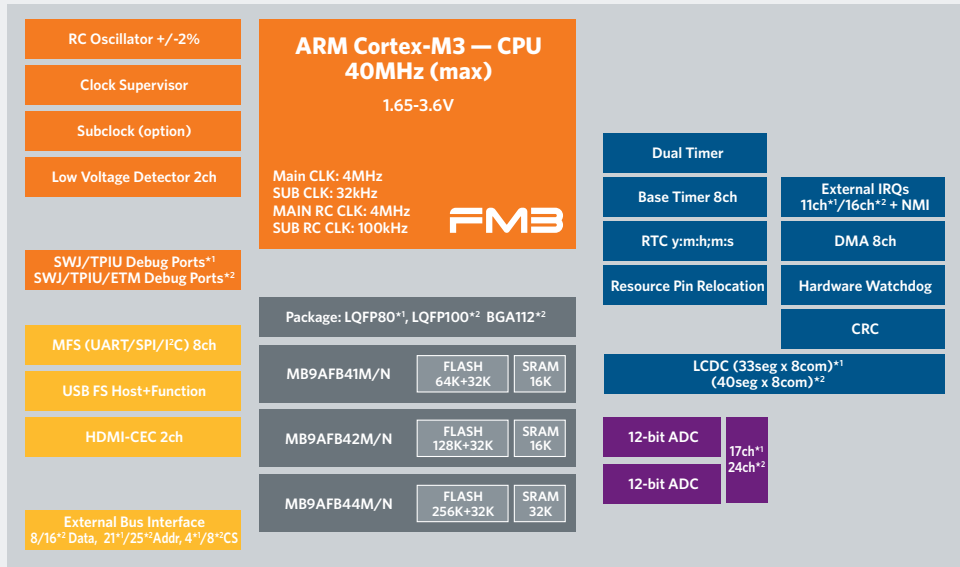 RC Oscillator +/-2%
Clock Supervisor
Subclock (option)
Low Voltage Detector 2ch
SWJ/TPIU Debug Ports*¹
SWJ/TPIU/ETM Debug Ports*²
MFS (UART/SPI/I²C) 8ch
USB FS Host+Function
HDMI-CEC 2ch
External Bus Interface
8/16*² Data, 21*¹/25*²Addr, 4*¹/8*²CS
ARM Cortex-M3 — CPU
40MHz (max)
1.65-3.6V
Main CLK: 4MHz
SUB CLK: 32kHz
MAIN RC CLK: 4MHz
SUB RC CLK: 100kHz
FM3
Package: LQFP80*¹, LQFP100*² BGA112*²
MB9AFB41M/N
FLASH
64K+32K
SRAM
16K
MB9AFB42M/N
FLASH
128K+32K
SRAM
16K
MB9AFB44M/N
FLASH
256K+32K
SRAM
32K
Dual Timer
Base Timer 8ch
RTC y:m:h;m:s
Resource Pin Relocation
External IRQs
11ch*¹/16ch*² + NMI
DMA 8ch
Hardware Watchdog
CRC
LCDC (33seg x 8com)*¹
(40seg x 8com)*²
12-bit ADC
12-bit ADC
17ch*¹
24ch*²